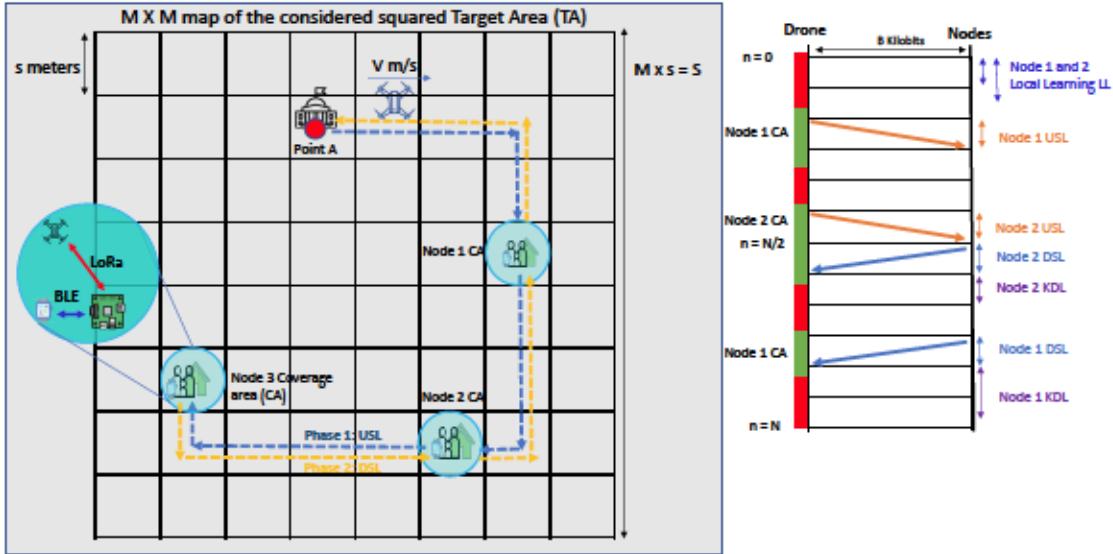 M X M map of the considered squared Target Area (TA)
s meters
V m/s
M x s = S
Point A
Node 1 CA
LoRa
BLE
Node 3 Coverage
area (CA)
Node 2 CA
Phase 1: USL
Phase 2: DSL
Drone
Nodes
B Kilobits
n = 0
Node 1 and 2
Local Learning LL
Node 1 CA
Node 1 USL
Node 2 CA
n = N/2
Node 2 USL
Node 2 DSL
Node 2 KDL
Node 1 CA
Node 1 DSL
Node 1 KDL
n = N